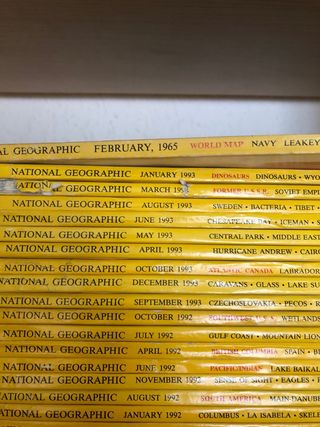 AL GEOGRAPHIC FEBRUARY, 1965 WORLD MAP NAVY LEAKEY
NATIONAL GEOGRAPHIC JANUARY 1993 DINOSAURS DINOSAURS • WYO
NATIONAL GEOGRAPHIC MARCH 1993 FORMER U.S.S.R. SOVIET EMPI
NATIONAL GEOGRAPHIC AUGUST 1993 SWEDEN • BACTERIA • TIBET •
NATIONAL GEOGRAPHIC JUNE 1993 CHESAPEAKE BAY • ICEMAN • S
NATIONAL GEOGRAPHIC MAY 1993 CENTRAL PARK • MIDDLE EAST
NATIONAL GEOGRAPHIC APRIL 1993 HURRICANE ANDREW • CAIRO
NATIONAL GEOGRAPHIC OCTOBER 1993 ATLANTIC CANADA LABRADOR
NATIONAL GEOGRAPHIC DECEMBER 1993 CARAVANS • GLASS • LAKE SU
NATIONAL GEOGRAPHIC SEPTEMBER 1993 CZECHOSLOVAKIA • PECOS • R
NATIONAL GEOGRAPHIC OCTOBER 1992 SOUTHWEST U.S. WETLANDS
NATIONAL GEOGRAPHIC JULY 1992 GULF COAST • MOUNTAIN LION
NATIONAL GEOGRAPHIC APRIL 1992 BRITISH COLUMBIA SPAIN • B
NATIONAL GEOGRAPHIC JUNE 1992 PACIFIC/INDIAN LAKE BAIKAL
NATIONAL GEOGRAPHIC NOVEMBER 1992 SENSE OF SIGHT • EAGLES •
NATIONAL GEOGRAPHIC AUGUST 1992 SOUTH AMERICA MAIN-DANUBE
NATIONAL GEOGRAPHIC JANUARY 1992 COLUMBUS • LA ISABELA • SKELE